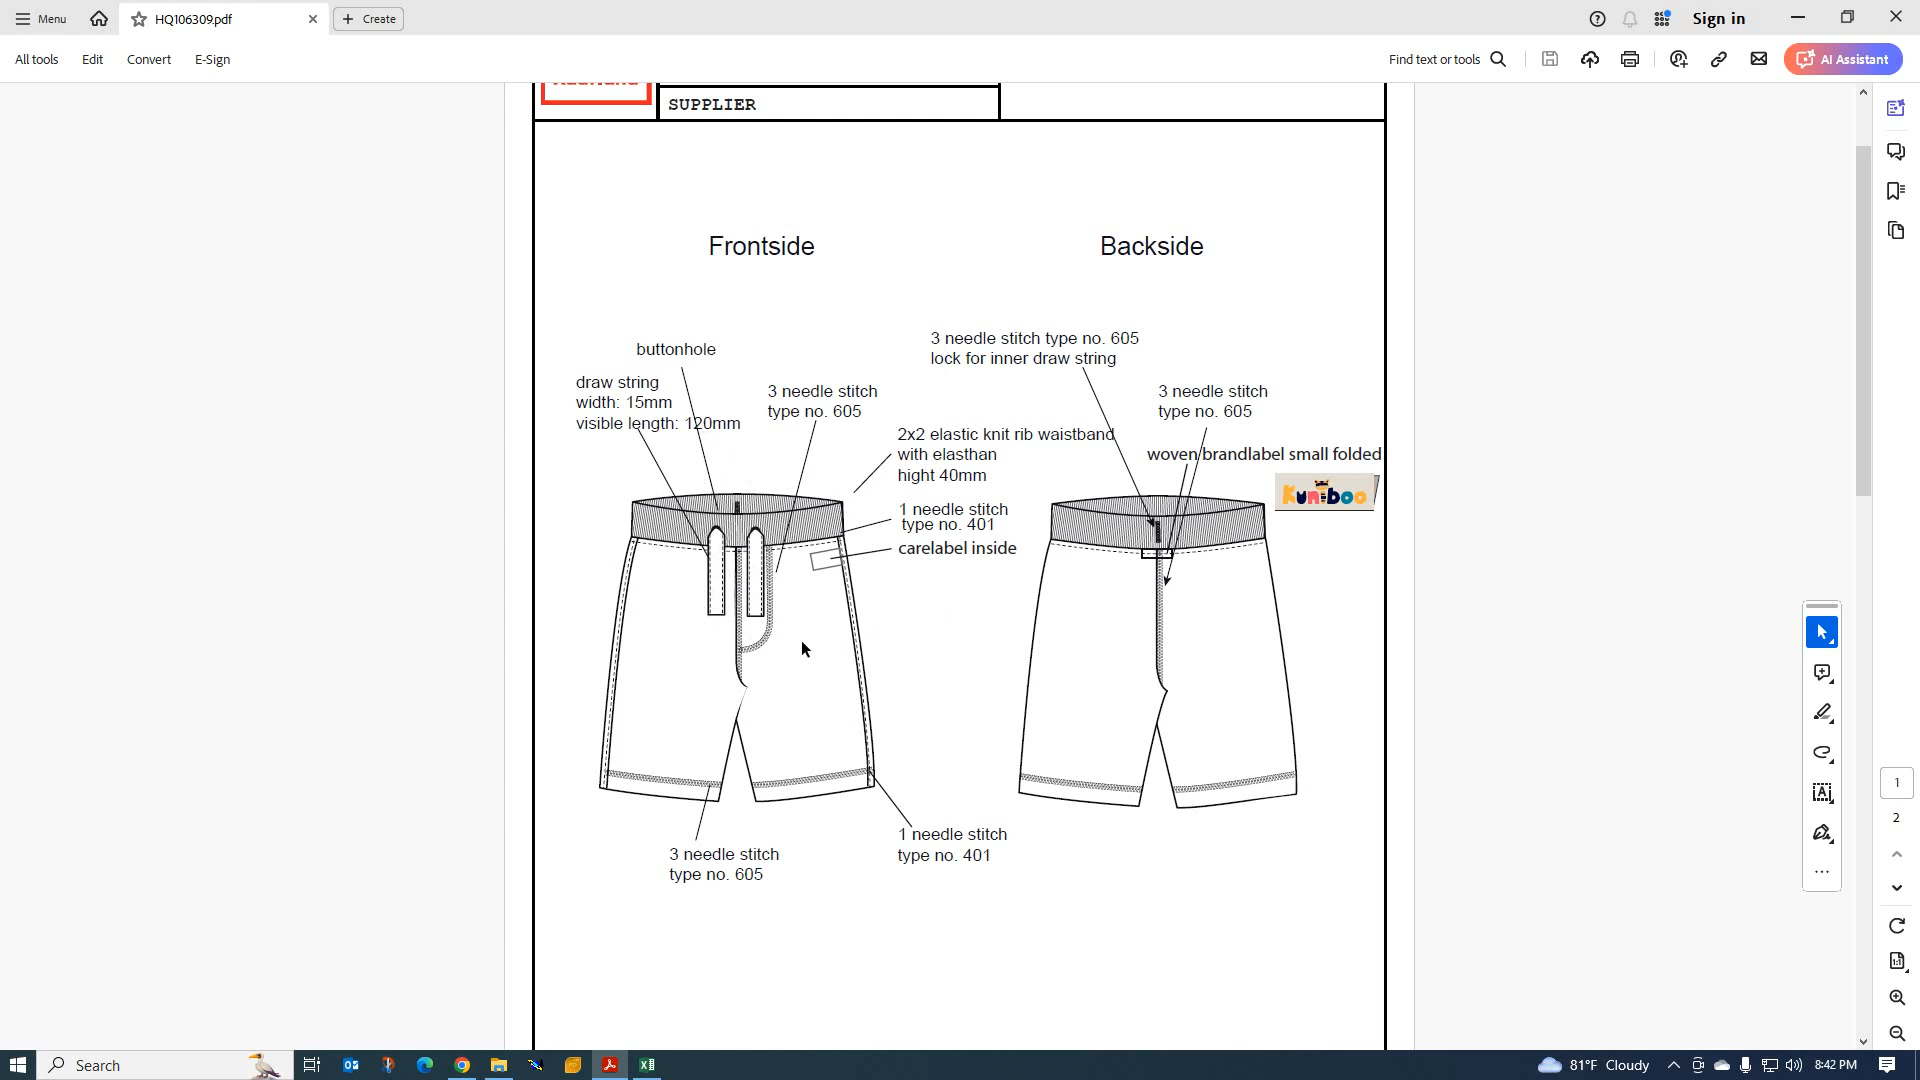 Menu
HQ106309.pdf
Create
Sign in
All tools
Edit
Convert
E-Sign
Find text or tools
AI Assistant
SUPPLIER
Frontside
Backside
buttonhole
draw string
width: 15mm
visible length: 120mm
3 needle stitch
type no. 605
2x2 elastic knit rib waistband
with elasthan
hight 40mm
1 needle stitch
type no. 401
carelabel inside
3 needle stitch type no. 605
lock for inner draw string
3 needle stitch
type no. 605
woven brandlabel small folded
Kuniboo
3 needle stitch
type no. 605
1 needle stitch
type no. 401
1
2
Search
81°F Cloudy
8:42 PM